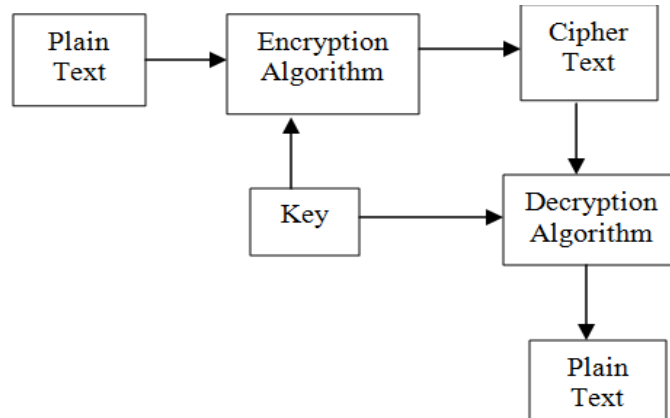 Plain
Text
Encryption
Algorithm
Cipher
Text
Key
Decryption
Algorithm
Plain
Text